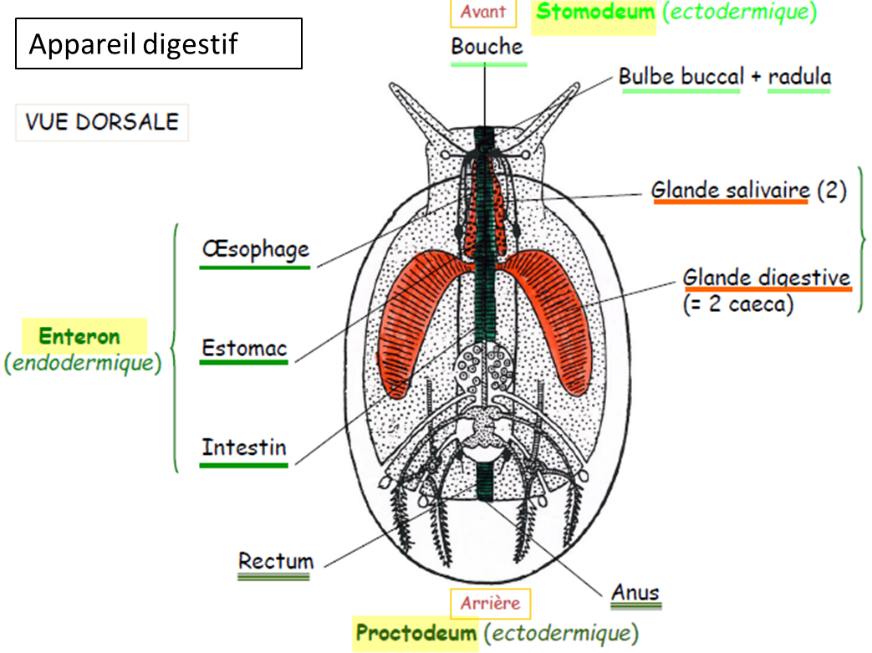 Appareil digestif
Avant
Stomodeum (ectodermique)
Bouche
Bulbe buccal + radula
VUE DORSALE
Glande salivaire (2)
Œsophage
Glande digestive
(= 2 caeca)
Enteron
(endodermique)
Estomac
Intestin
Rectum
Anus
Arrière
Proctodeum (ectodermique)